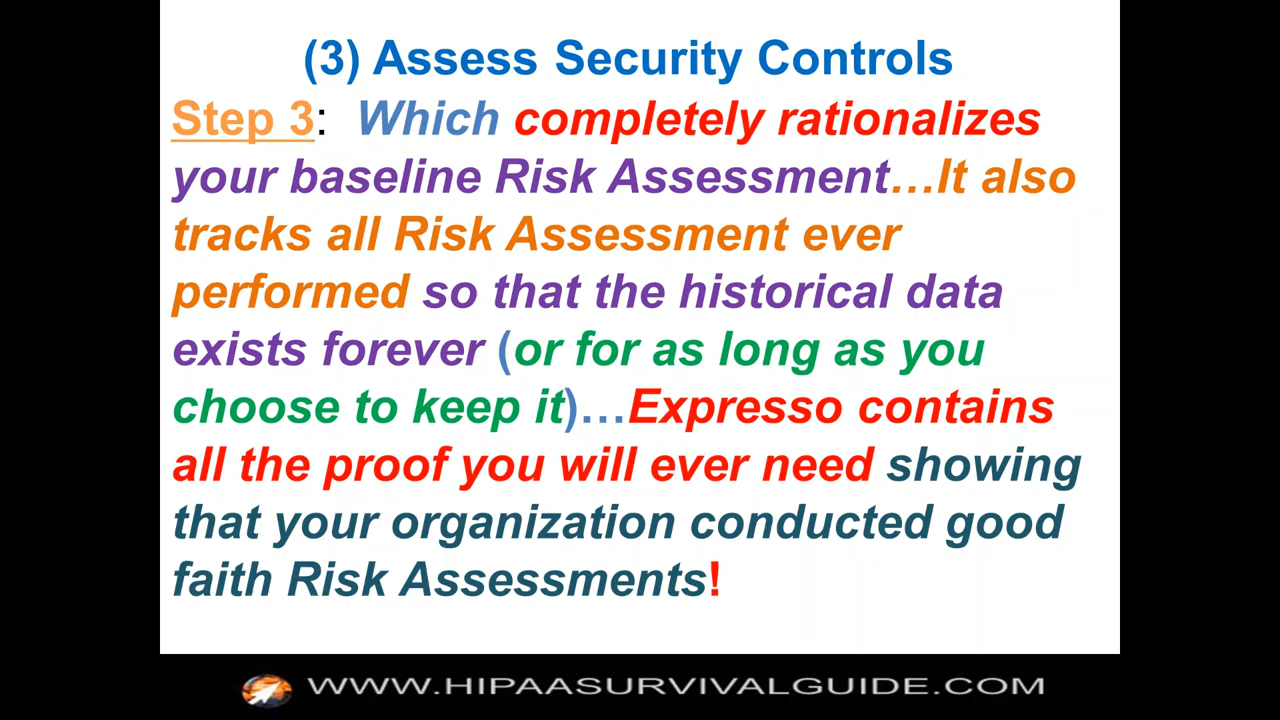 (3) Assess Security Controls
Step 3:  Which completely rationalizes
your baseline Risk Assessment…It also
tracks all Risk Assessment ever
performed so that the historical data
exists forever (or for as long as you
choose to keep it)…Expresso contains
all the proof you will ever need showing
that your organization conducted good
faith Risk Assessments!
WWW.HIPAASURVIVALGUIDE.COM